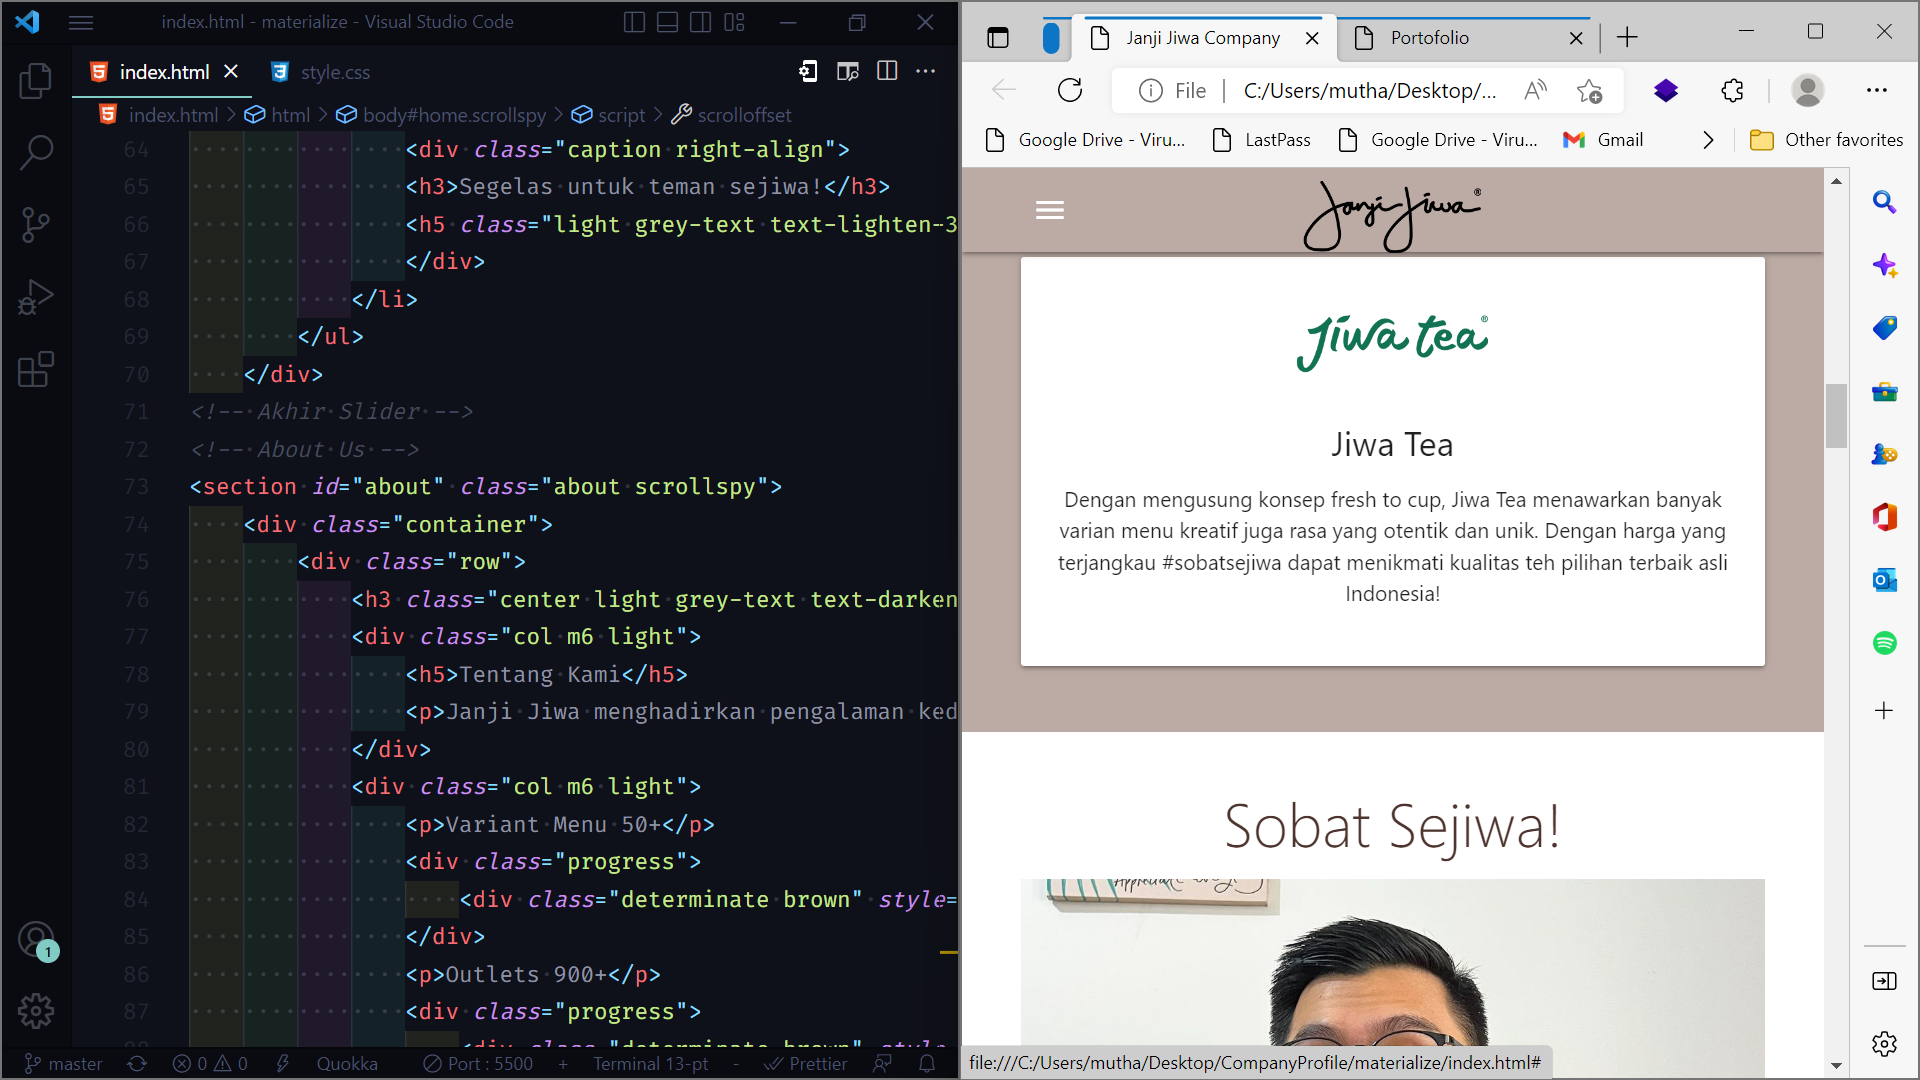 index.html - materialize - Visual Studio Code
index.html
style.css
index.html > html > body#home.scrollspy > script > scrolloffset
64 <div class="caption right-align">
65 <h3>Segelas untuk teman sejiwa!</h3>
66 <h5 class="light grey-text text-lighten-3
67 </div>
68 </li>
69 </ul>
70 </div>
71 <!-- Akhir Slider -->
72 <!-- About Us -->
73 <section id="about" class="about scrollspy">
74 <div class="container">
75 <div class="row">
76 <h3 class="center light grey-text text-darken
77 <div class="col m6 light">
78 <h5>Tentang Kami</h5>
79 <p>Janji Jiwa menghadirkan pengalaman ked
80 </div>
81 <div class="col m6 light">
82 <p>Variant Menu 50+</p>
83 <div class="progress">
84 <div class="determinate brown" style=
85 </div>
86 <p>Outlets 900+</p>
87 <div class="progress">
88 <div class="determinate brown" style
1
master 0 0 Quokka Port : 5500 + Terminal 13-pt - Prettier
Janji Jiwa Company
Portofolio
File C:/Users/mutha/Desktop/...
Google Drive - Viru... LastPass Google Drive - Viru... Gmail Other favorites
Janji Jiwa®
Jiwa tea®
Jiwa Tea
Dengan mengusung konsep fresh to cup, Jiwa Tea menawarkan banyak
varian menu kreatif juga rasa yang otentik dan unik. Dengan harga yang
terjangkau #sobatsejiwa dapat menikmati kualitas teh pilihan terbaik asli
Indonesia!
Sobat Sejiwa!
file:///C:/Users/mutha/Desktop/CompanyProfile/materialize/index.html#